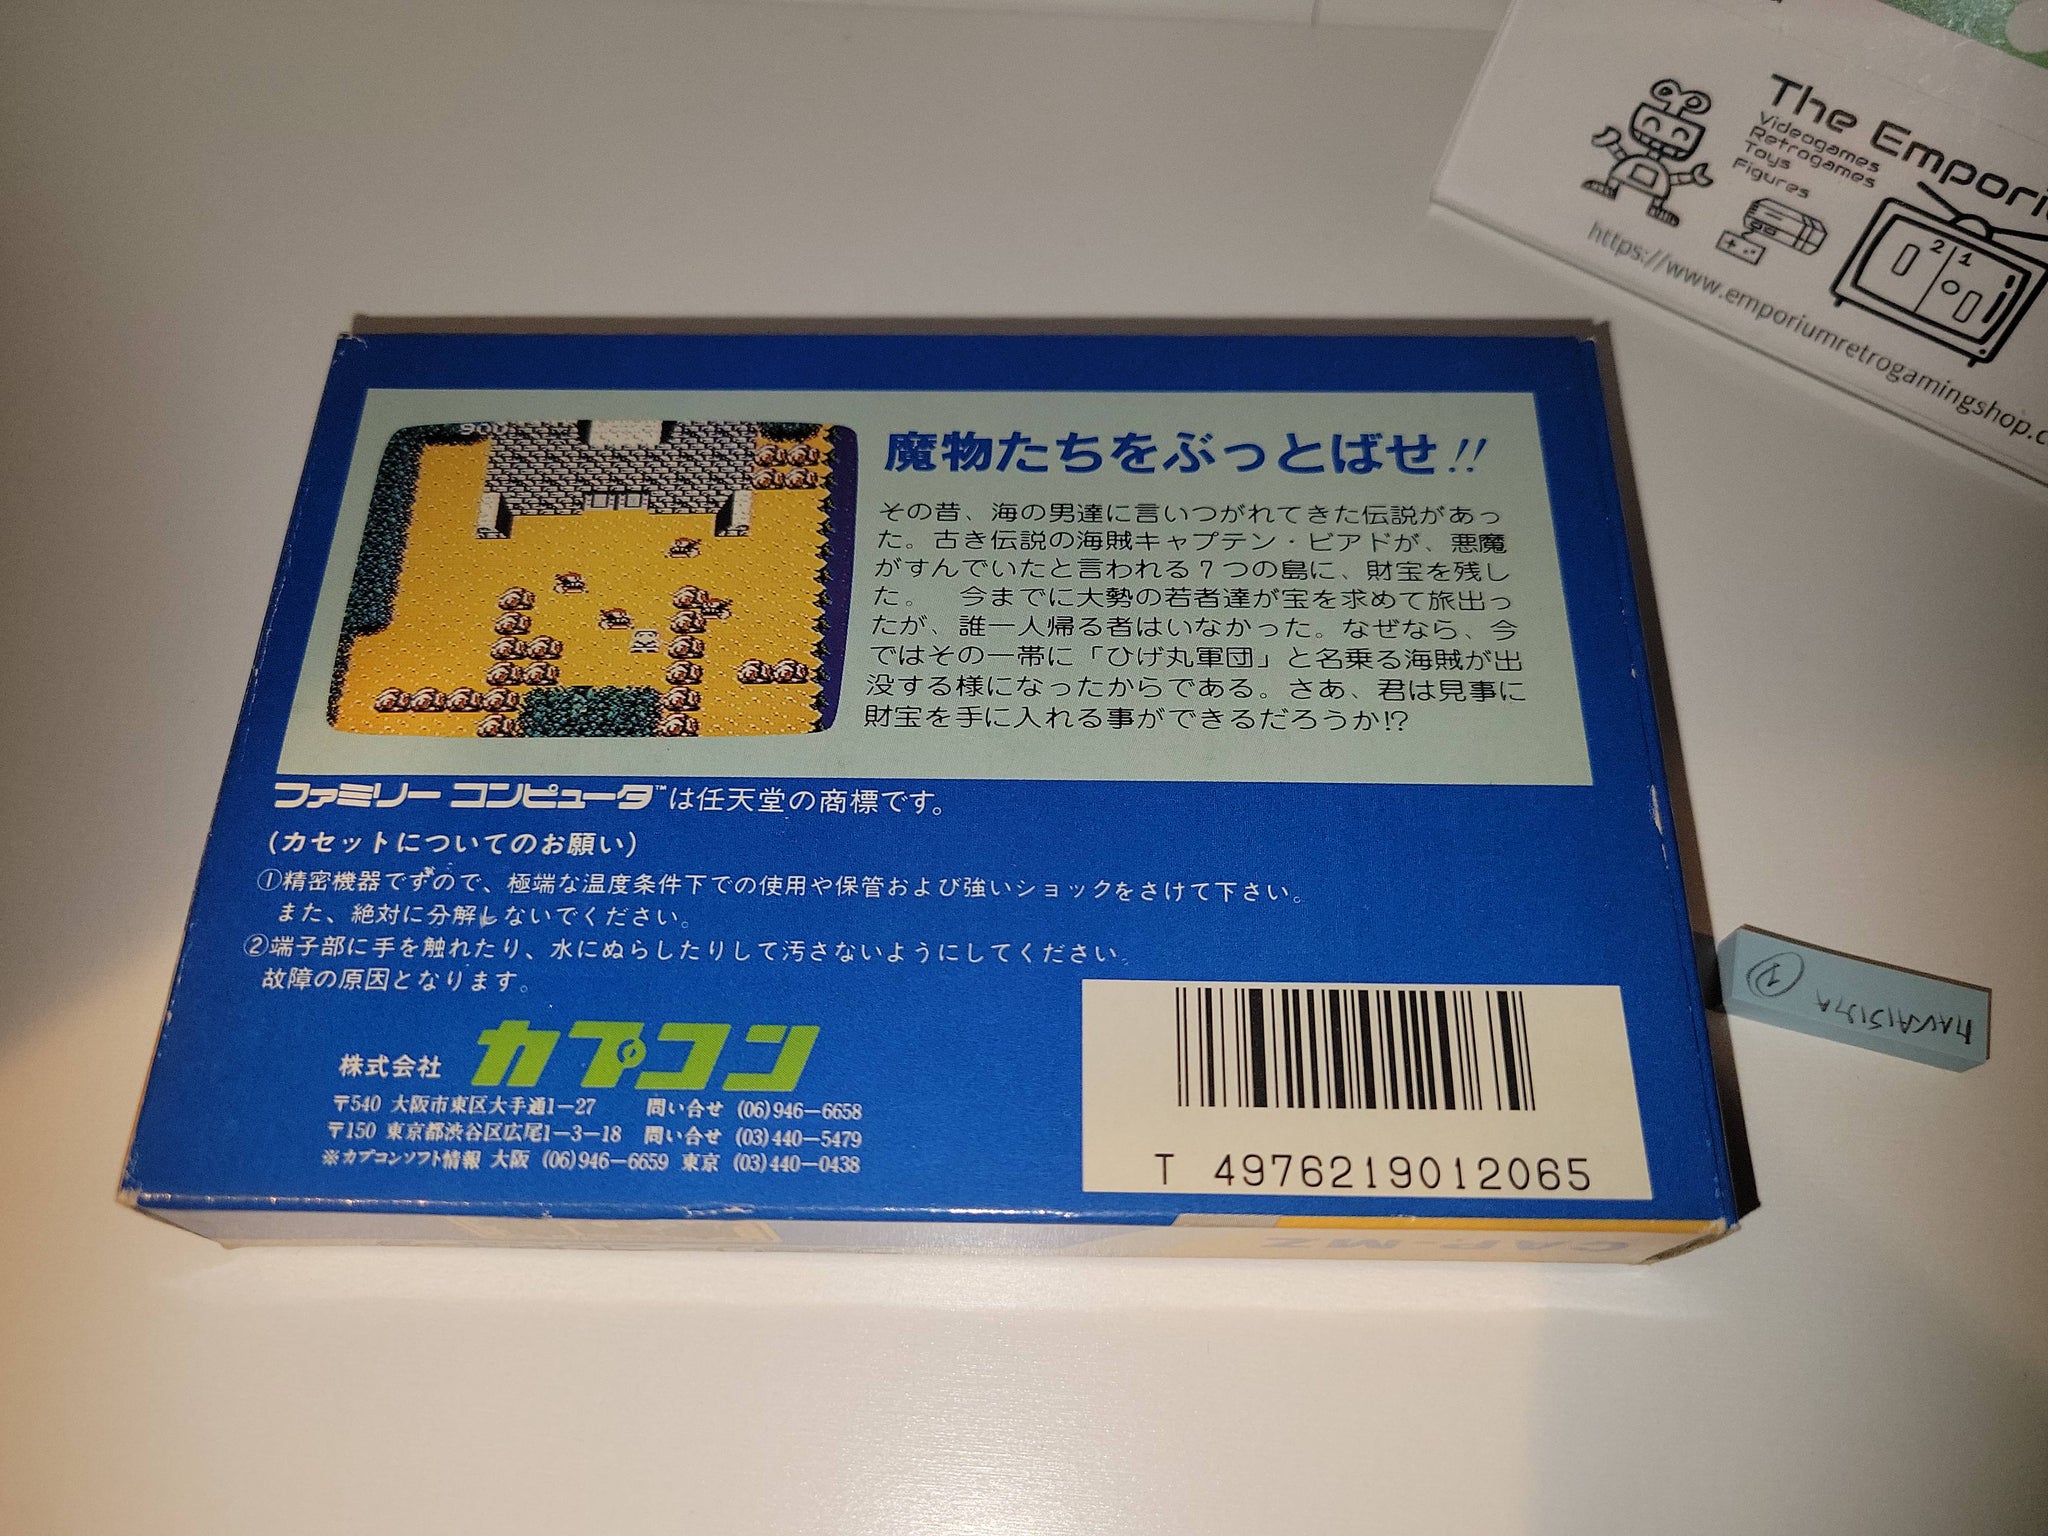 The Emporiu
Videogames
Retrogames
Toys
Figures
2 1
https://www.emporiumretrogamingshop.c
900
魔物たちをぶっとばせ!!
その昔、海の男達に言いつがれてきた伝説があっ
た。古き伝説の海賊キャプテン・ビアドが、悪魔
がすんでいたと言われる7つの島に、財宝を残し
た。 今までに大勢の若者達が宝を求めて旅出っ
たが、誰一人帰る者はいなかった。なぜなら、今
ではその一帯に「ひげ丸軍団」と名乗る海賊が出
没する様になったからである。さあ、君は見事に
財宝を手に入れる事ができるだろうか!?
ファミリーコンピュータ™は任天堂の商標です。
(カセットについてのお願い)
①精密機器ですので、極端な温度条件下での使用や保管および強いショックをさけて下さい。
また、絶対に分解しないでください。
②端子部に手を触れたり、水にぬらしたりして汚さないようにしてください。
故障の原因となります。
株式会社 カプコン
〒540 大阪市東区大手通1-27 問い合せ (06)946-6658
〒150 東京都渋谷区広尾1-3-18 問い合せ (03)440-5479
※カプコンソフト情報 大阪 (06)946-6659 東京 (03)440-0438
T 4976219012065
CAP-MZ